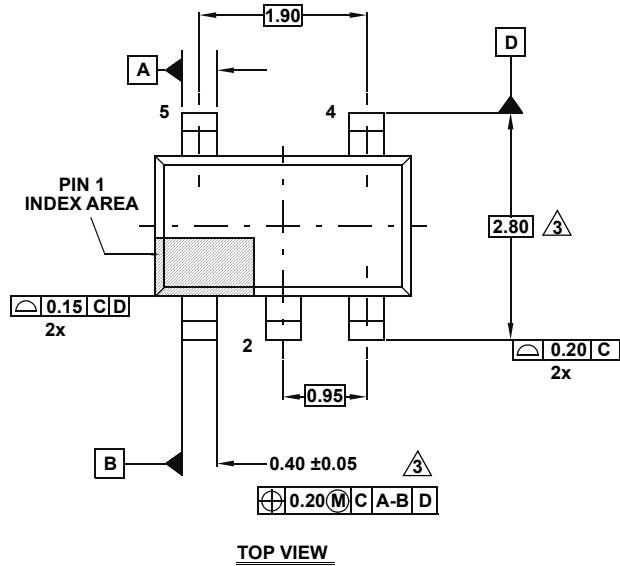 1.90
D
A
5
4
PIN 1
INDEX AREA
2.80
3
⌓ 0.15 C D
2x
2
⌓ 0.20 C
2x
0.95
B
0.40 ±0.05
3
⌖ 0.20 Ⓜ C A-B D
TOP VIEW